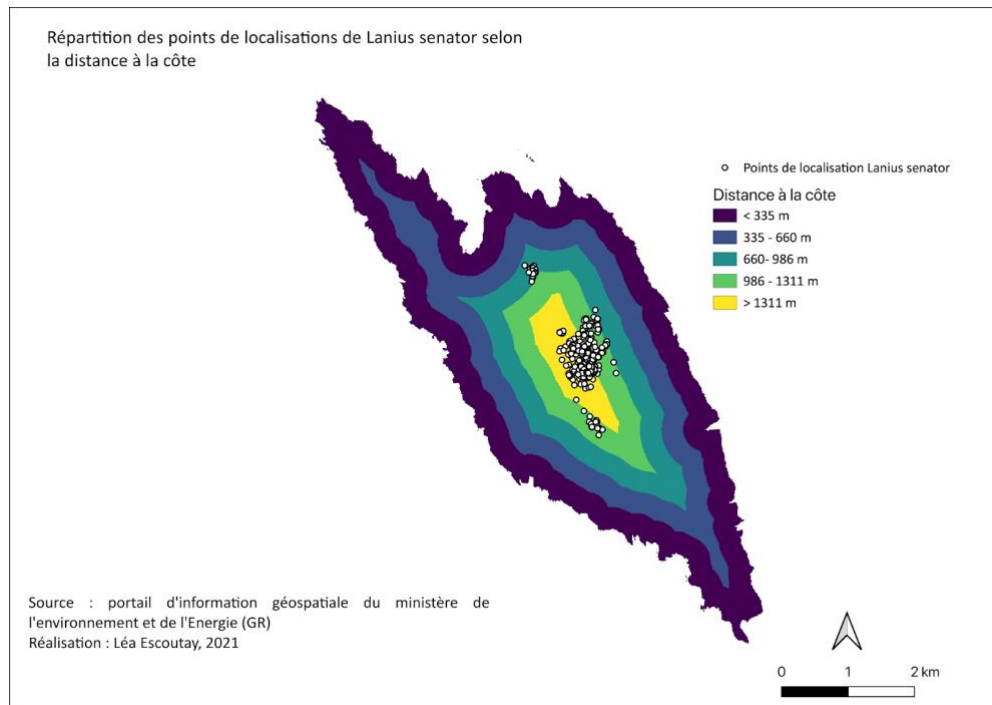 Répartition des points de localisations de Lanius senator selon
la distance à la côte
Points de localisation Lanius senator
Distance à la côte
< 335 m
335 - 660 m
660- 986 m
986 - 1311 m
> 1311 m
Source : portail d'information géospatiale du ministère de
l'environnement et de l'Energie (GR)
Réalisation : Léa Escoutay, 2021
0 1 2 km